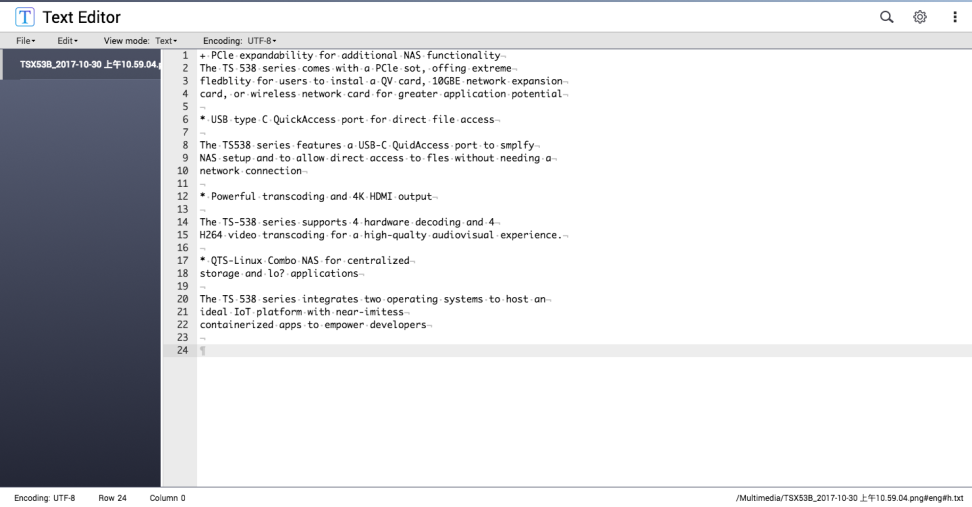 Text Editor
File
Edit
View mode: Text
Encoding: UTF-8
TSX53B_2017-10-30 上午10.59.04.p
1 + PCle expandability for additional NAS functionality
2 The TS 538 series comes with a PCle sot, offing extreme
3 fledblity for users to instal a QV card, 10GBE network expansion
4 card, or wireless network card for greater application potential
5
6 * USB type C QuickAccess port for direct file access
7
8 The TS538 series features a USB-C QuidAccess port to smplfy
9 NAS setup and to allow direct access to fles without needing a
10 network connection
11
12 * Powerful transcoding and 4K HDMI output
13
14 The TS-538 series supports 4 hardware decoding and 4
15 H264 video transcoding for a high-qualty audiovisual experience.
16
17 * QTS-Linux Combo NAS for centralized
18 storage and lo? applications
19
20 The TS 538 series integrates two operating systems to host an
21 ideal IoT platform with near-imitess
22 containerized apps to empower developers
23
24
Encoding: UTF-8
Row 24
Column 0
/Multimedia/TSX53B_2017-10-30 上午10.59.04.png#eng#h.txt